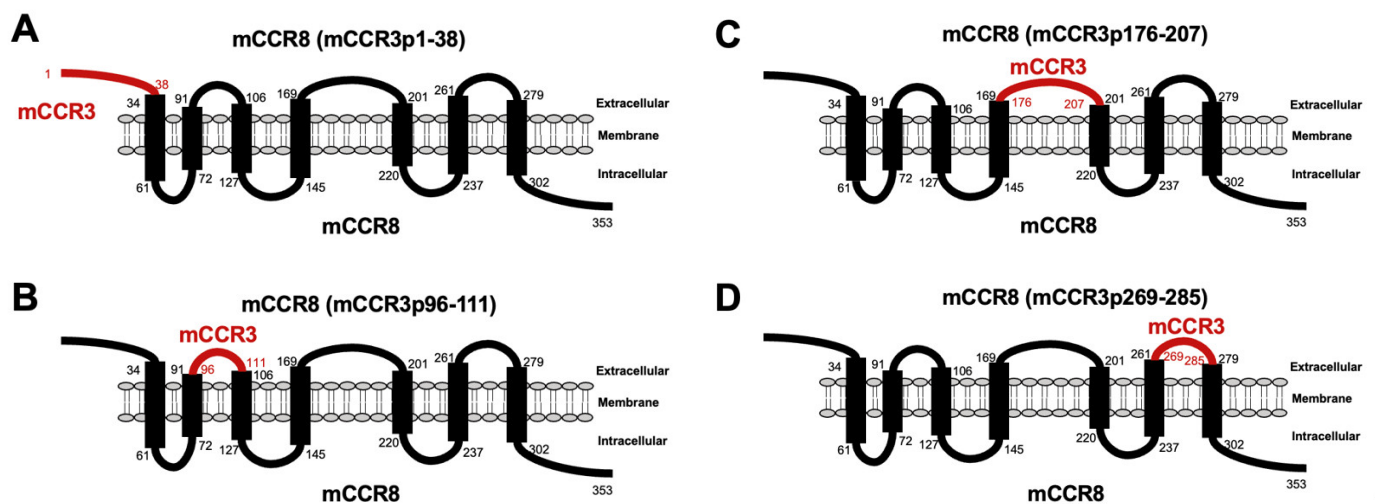 A
mCCR8 (mCCR3p1-38)
1
38
mCCR3
34
91
106
169
201
261
279
Extracellular
Membrane
Intracellular
61
72
127
145
220
237
302
353
mCCR8
B
mCCR8 (mCCR3p96-111)
mCCR3
34
91
96
111
106
169
201
261
279
Extracellular
Membrane
Intracellular
61
72
127
145
220
237
302
353
mCCR8
C
mCCR8 (mCCR3p176-207)
mCCR3
34
91
106
169
176
207
201
261
279
Extracellular
Membrane
Intracellular
61
72
127
145
220
237
302
353
mCCR8
D
mCCR8 (mCCR3p269-285)
mCCR3
34
91
106
169
201
261
269
285
279
Extracellular
Membrane
Intracellular
61
72
127
145
220
237
302
353
mCCR8